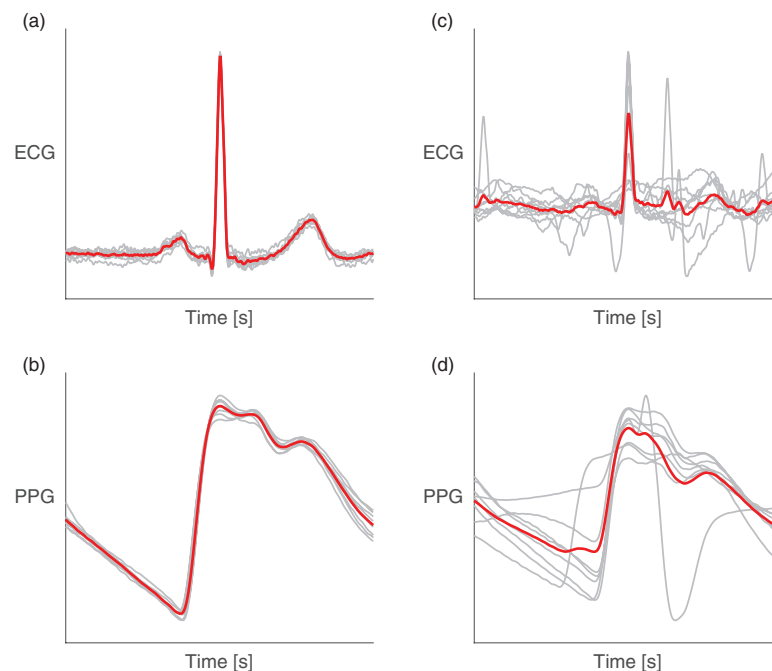 (a)
ECG
Time [s]
(c)
ECG
Time [s]
(b)
PPG
Time [s]
(d)
PPG
Time [s]